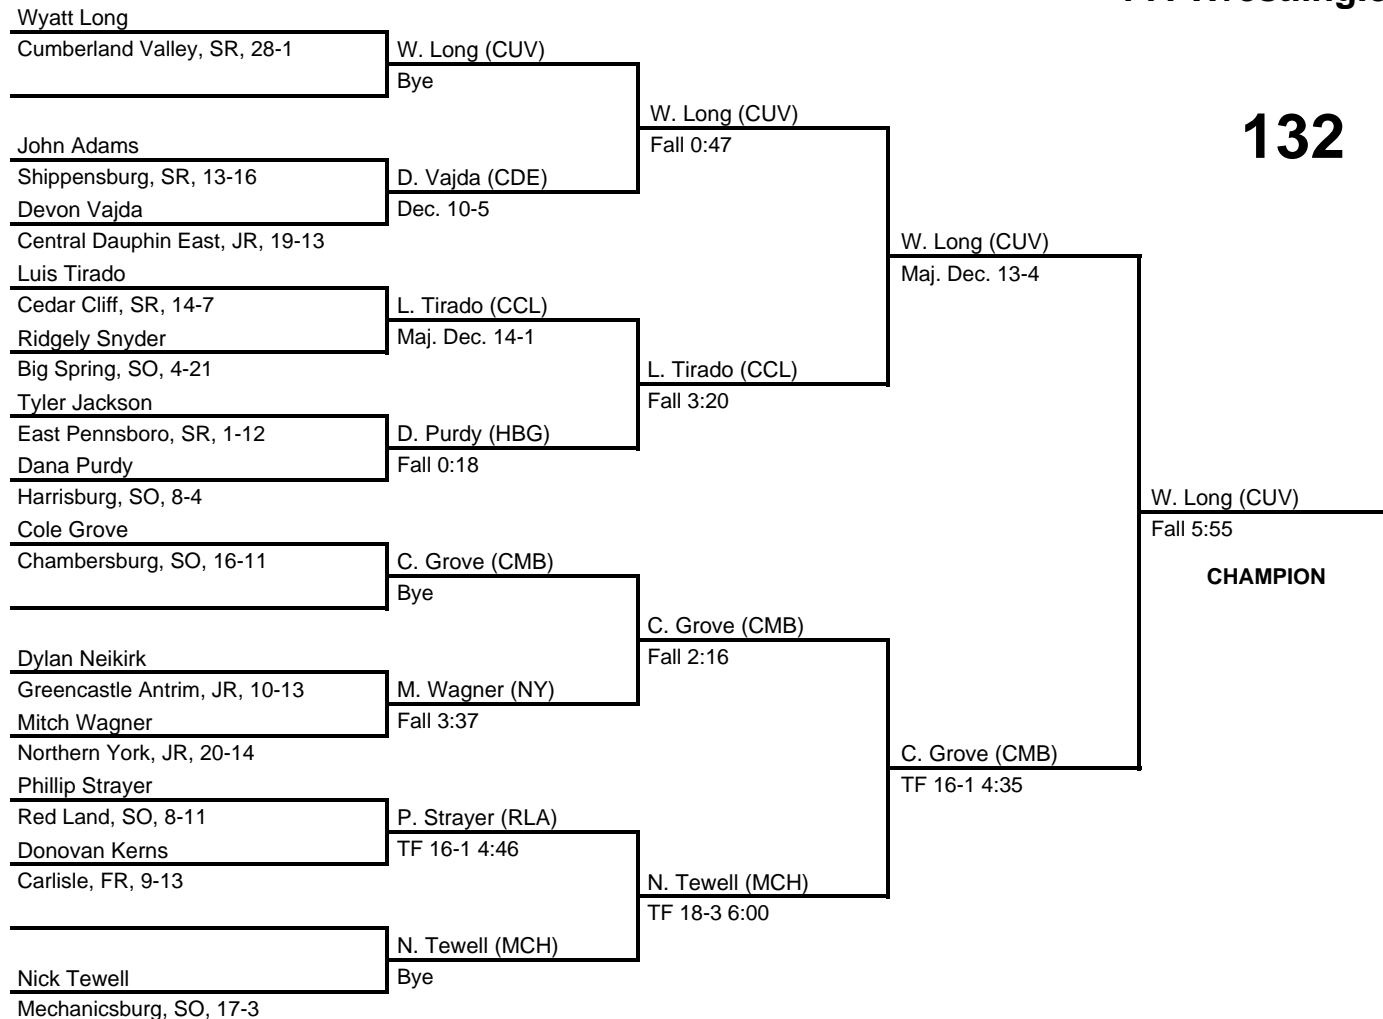 Wyatt Long
Cumberland Valley, SR, 28-1
W. Long (CUV)
Bye
W. Long (CUV)
Fall 0:47
132
John Adams
Shippensburg, SR, 13-16
Devon Vajda
Central Dauphin East, JR, 19-13
D. Vajda (CDE)
Dec. 10-5
W. Long (CUV)
Maj. Dec. 13-4
Luis Tirado
Cedar Cliff, SR, 14-7
Ridgely Snyder
Big Spring, SO, 4-21
L. Tirado (CCL)
Maj. Dec. 14-1
L. Tirado (CCL)
Fall 3:20
Tyler Jackson
East Pennsboro, SR, 1-12
Dana Purdy
Harrisburg, SO, 8-4
D. Purdy (HBG)
Fall 0:18
W. Long (CUV)
Fall 5:55
CHAMPION
Cole Grove
Chambersburg, SO, 16-11
C. Grove (CMB)
Bye
C. Grove (CMB)
Fall 2:16
Dylan Neikirk
Greencastle Antrim, JR, 10-13
Mitch Wagner
Northern York, JR, 20-14
M. Wagner (NY)
Fall 3:37
C. Grove (CMB)
TF 16-1 4:35
Phillip Strayer
Red Land, SO, 8-11
Donovan Kerns
Carlisle, FR, 9-13
P. Strayer (RLA)
TF 16-1 4:46
N. Tewell (MCH)
TF 18-3 6:00
N. Tewell (MCH)
Bye
Nick Tewell
Mechanicsburg, SO, 17-3